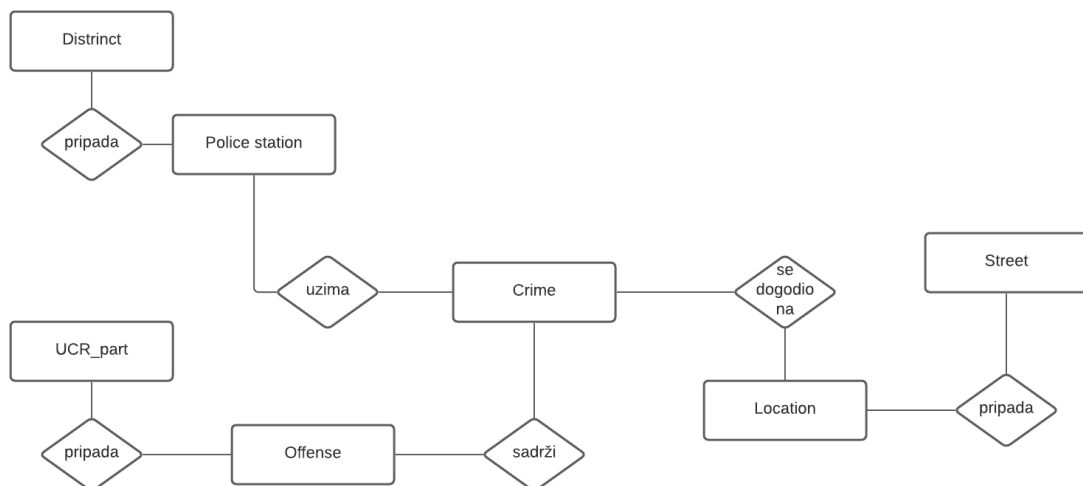 Distrinct
pripada
Police station
uzima
Crime
se
dogodio
na
Street
UCR_part
Location
pripada
pripada
Offense
sadrži